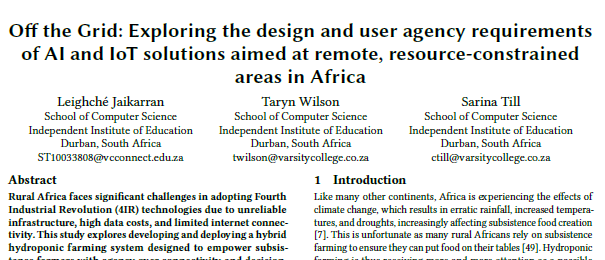 Off the Grid: Exploring the design and user agency requirements
of AI and IoT solutions aimed at remote, resource-constrained
areas in Africa
Leighché Jaikarran
School of Computer Science
Independent Institute of Education
Durban, South Africa
ST10033808@vcconnect.edu.za
Taryn Wilson
School of Computer Science
Independent Institute of Education
Durban, South Africa
twilson@varsitycollege.co.za
Sarina Till
School of Computer Science
Independent Institute of Education
Durban, South Africa
ctill@varsitycollege.co.za
Abstract
Rural Africa faces significant challenges in adopting Fourth
Industrial Revolution (4IR) technologies due to unreliable
infrastructure, high data costs, and limited internet connec-
tivity. This study explores developing and deploying a hybrid
hydroponic farming system designed to empower subsis-
1 Introduction
Like many other continents, Africa is experiencing the effects of
climate change, which results in erratic rainfall, increased tempera-
tures, and droughts, increasingly affecting subsistence food creation
[7]. This is unfortunate as many rural Africans rely on subsistence
farming to ensure they can put food on their tables [49]. Hydroponic